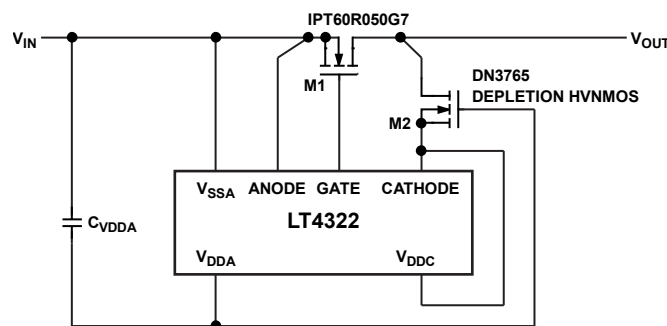 IPT60R050G7
VIN
VOUT
DN3765
DEPLETION HVNMOS
M1
M2
VSSA ANODE GATE CATHODE
LT4322
CVDDA
VDDA VDDC